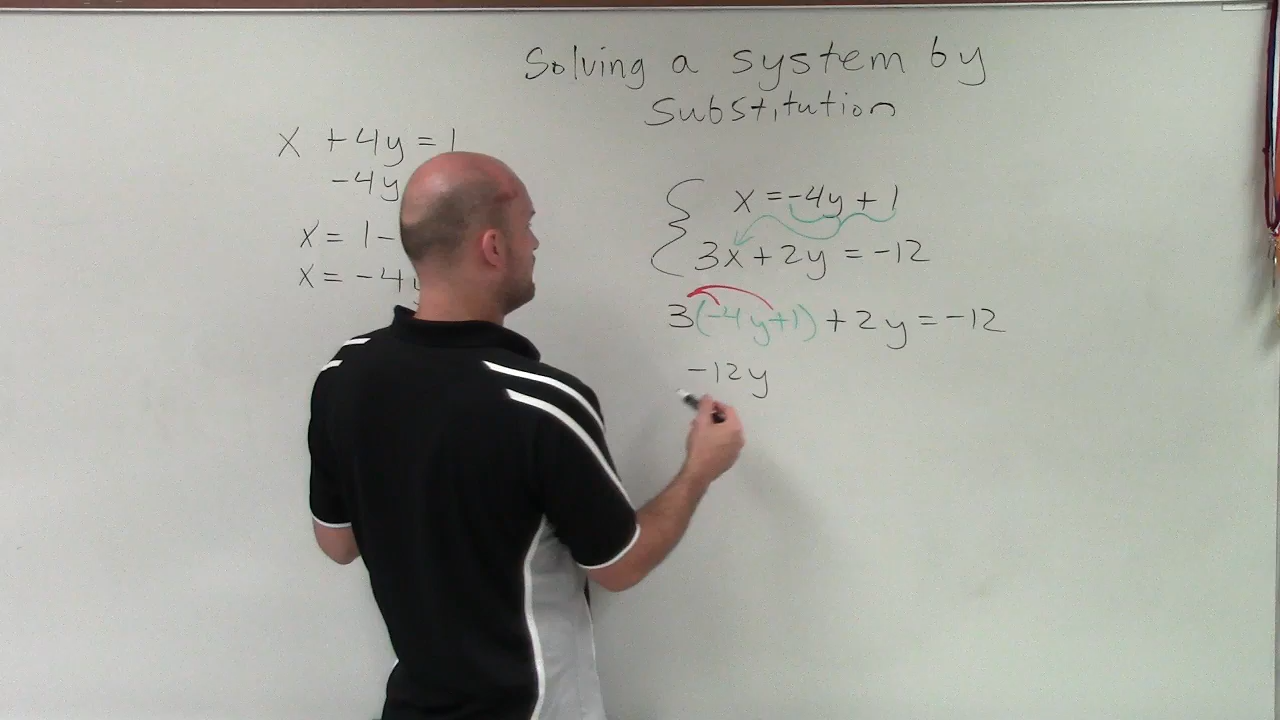 Solving a system by
Substitution
x + 4y = 1
-4y
x = 1 -
x = -4y
x = -4y + 1
3x + 2y = -12
3(-4y+1) + 2y = -12
-12y